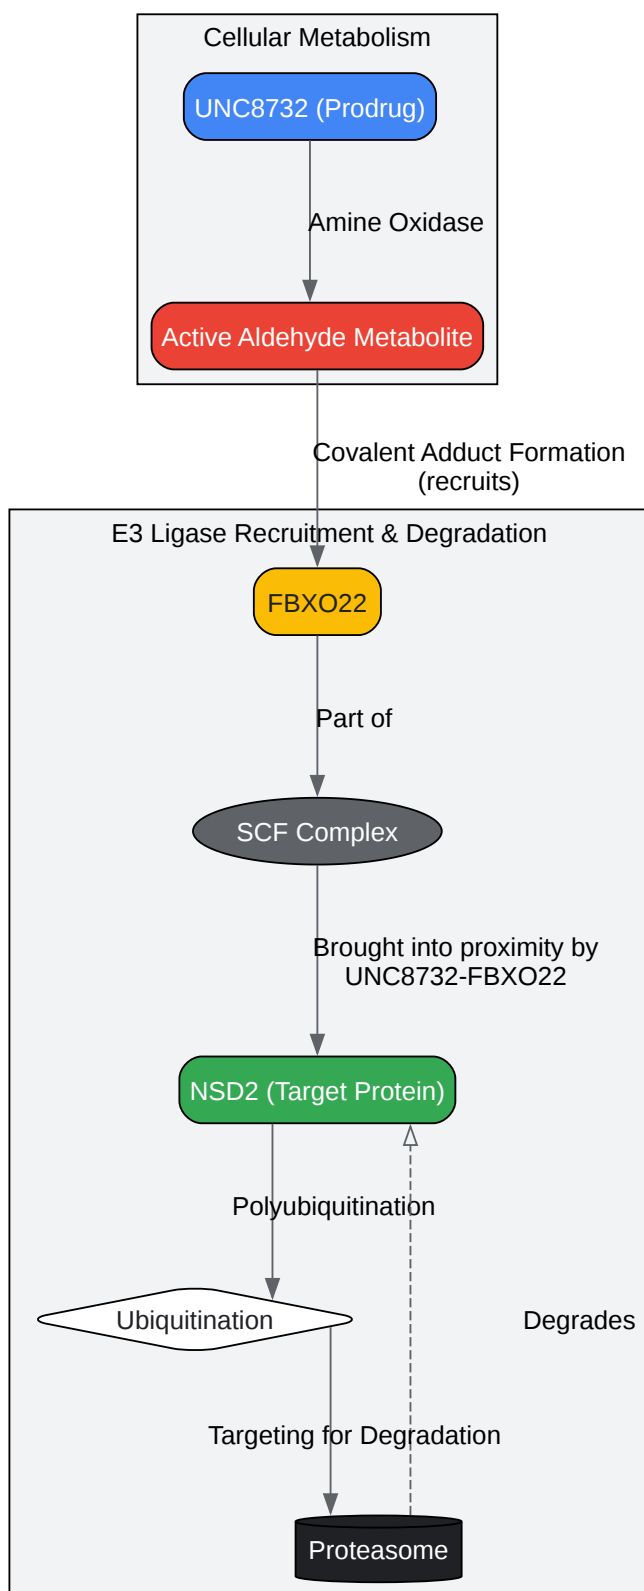 Cellular Metabolism
UNC8732 (Prodrug)
Amine Oxidase
Active Aldehyde Metabolite
Covalent Adduct Formation
(recruits)
E3 Ligase Recruitment & Degradation
FBXO22
Part of
SCF Complex
Brought into proximity by
UNC8732-FBXO22
NSD2 (Target Protein)
Polyubiquitination
Ubiquitination
Degrades
Targeting for Degradation
Proteasome